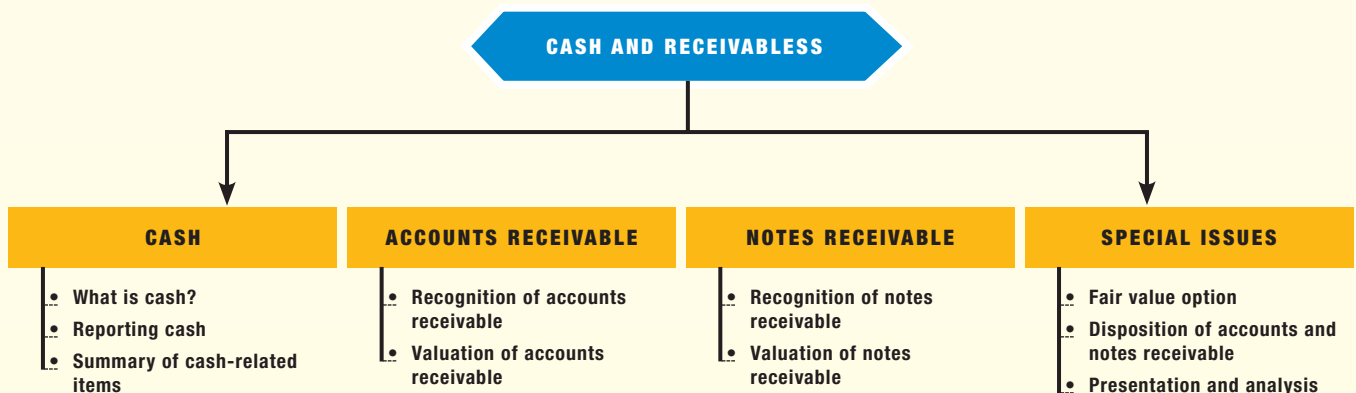 CASH AND RECEIVABLESS
CASH
• What is cash?
• Reporting cash
• Summary of cash-related
items
ACCOUNTS RECEIVABLE
• Recognition of accounts
receivable
• Valuation of accounts
receivable
NOTES RECEIVABLE
• Recognition of notes
receivable
• Valuation of notes
receivable
SPECIAL ISSUES
• Fair value option
• Disposition of accounts and
notes receivable
• Presentation and analysis